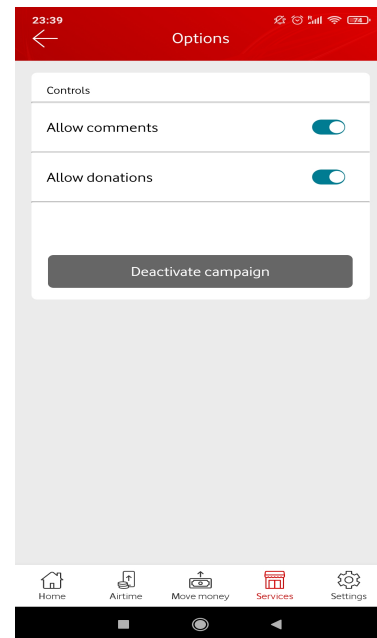 23:39
74
Options
Controls
Allow comments
Allow donations
Deactivate campaign
Home
Airtime
Move money
Services
Settings